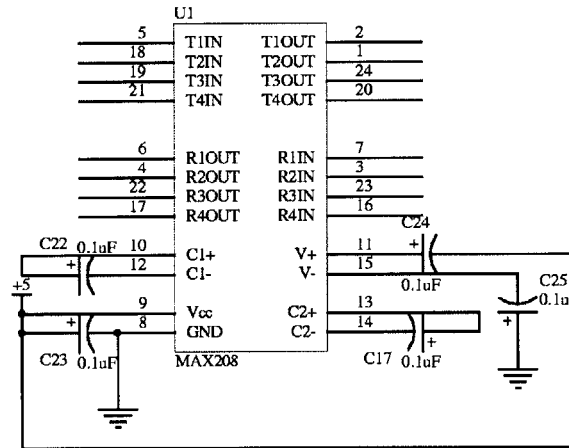 U1
5 T1IN T1OUT 2
18 T2IN T2OUT 1
19 T3IN T3OUT 24
21 T4IN T4OUT 20
6 R1OUT R1IN 7
4 R2OUT R2IN 3
22 R3OUT R3IN 23
17 R4OUT R4IN 16
C22 0.1uF + 10 C1+ V+ 11 + C24 0.1uF
12 C1- V- 15 C25 0.1u +
+5 9 Vcc C2+ 13
+ 8 GND C2- 14 +
C23 0.1uF MAX208 C17 0.1uF